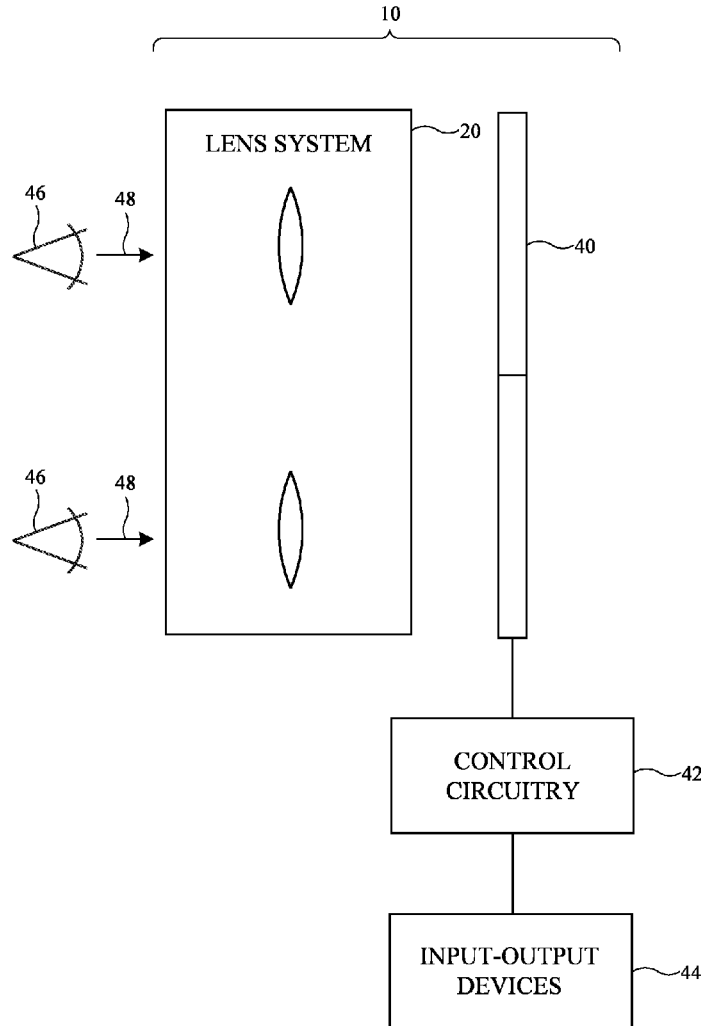 10
LENS SYSTEM
20
46
48
40
46
48
CONTROL
CIRCUITRY
42
INPUT-OUTPUT
DEVICES
44